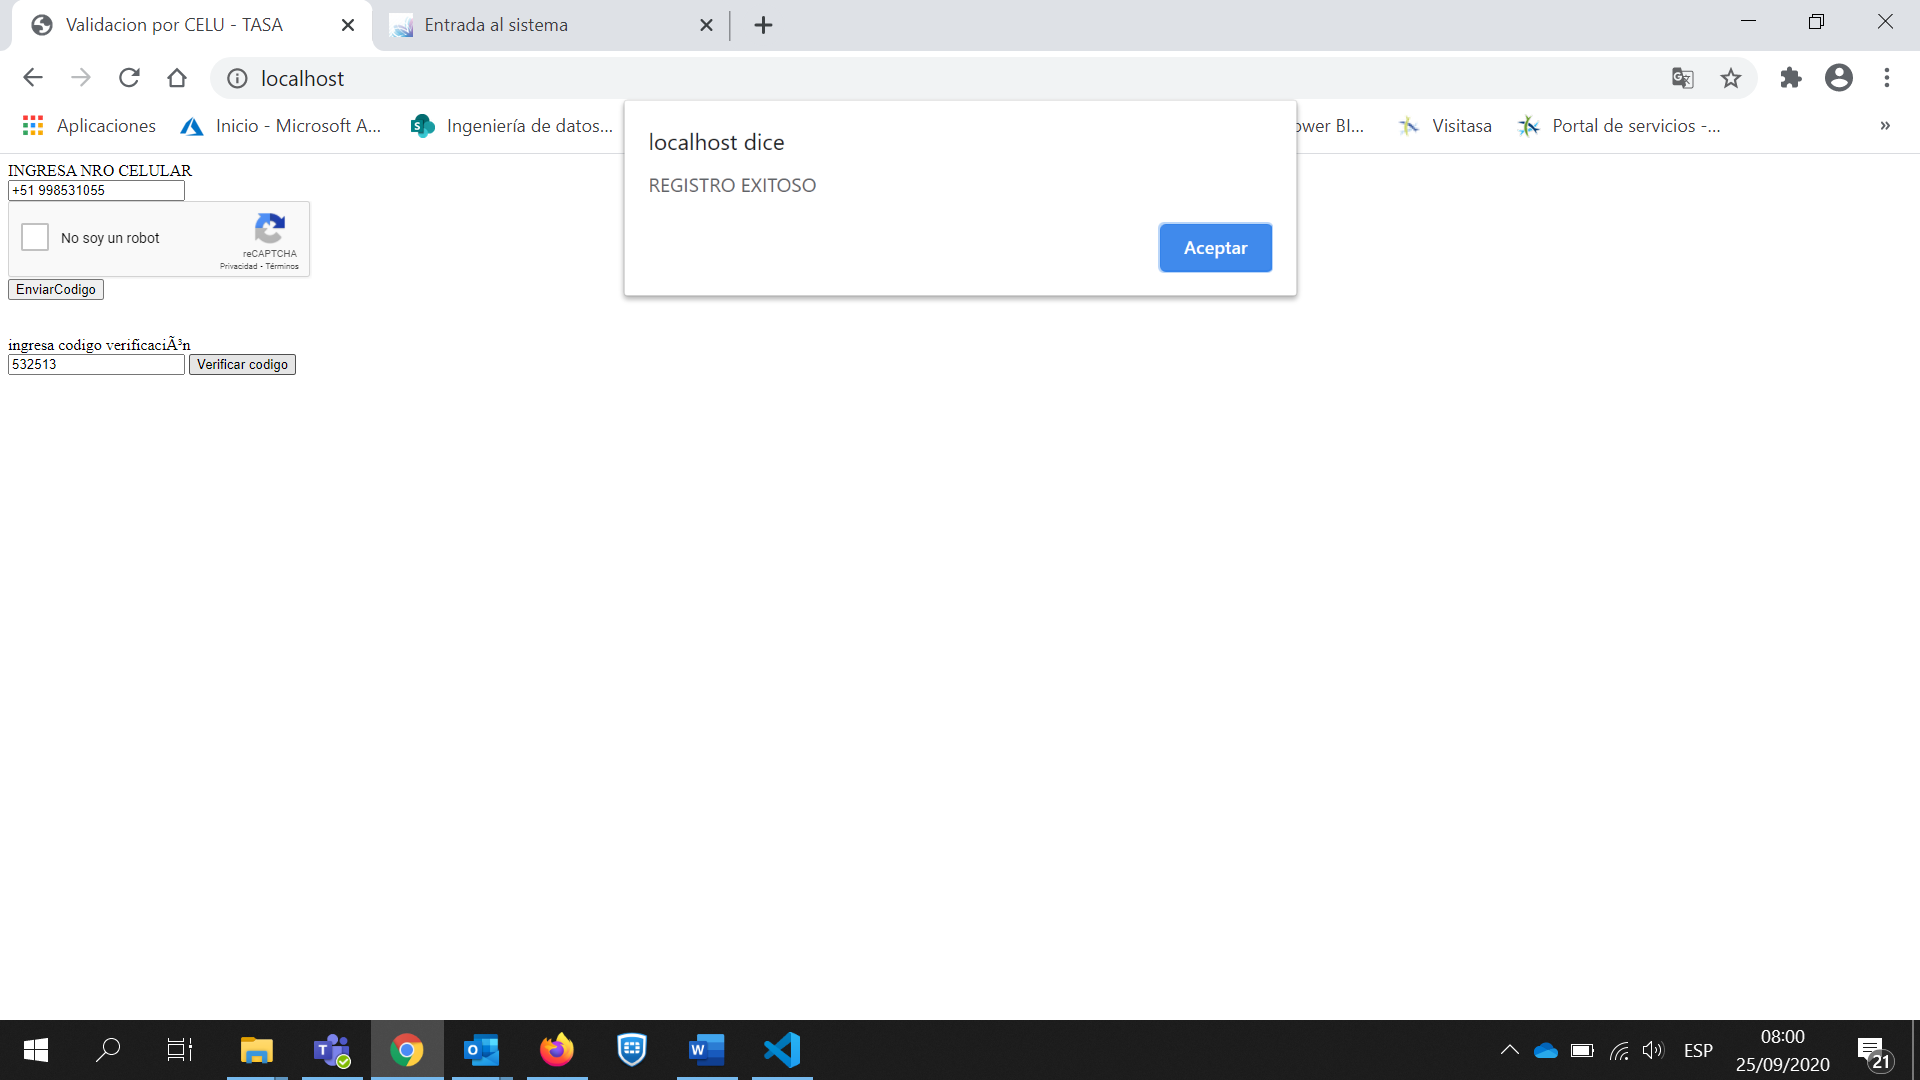 Validacion por CELU - TASA
Entrada al sistema
localhost
Aplicaciones
Inicio - Microsoft A...
Ingeniería de datos...
ower BI...
Visitasa
Portal de servicios -...
»
localhost dice
REGISTRO EXITOSO
Aceptar
INGRESA NRO CELULAR
+51 998531055
No soy un robot
reCAPTCHA
Privacidad - Términos
EnviarCodigo
ingresa codigo verificaciÃ³n
532513 Verificar codigo
ESP
08:00
25/09/2020
21